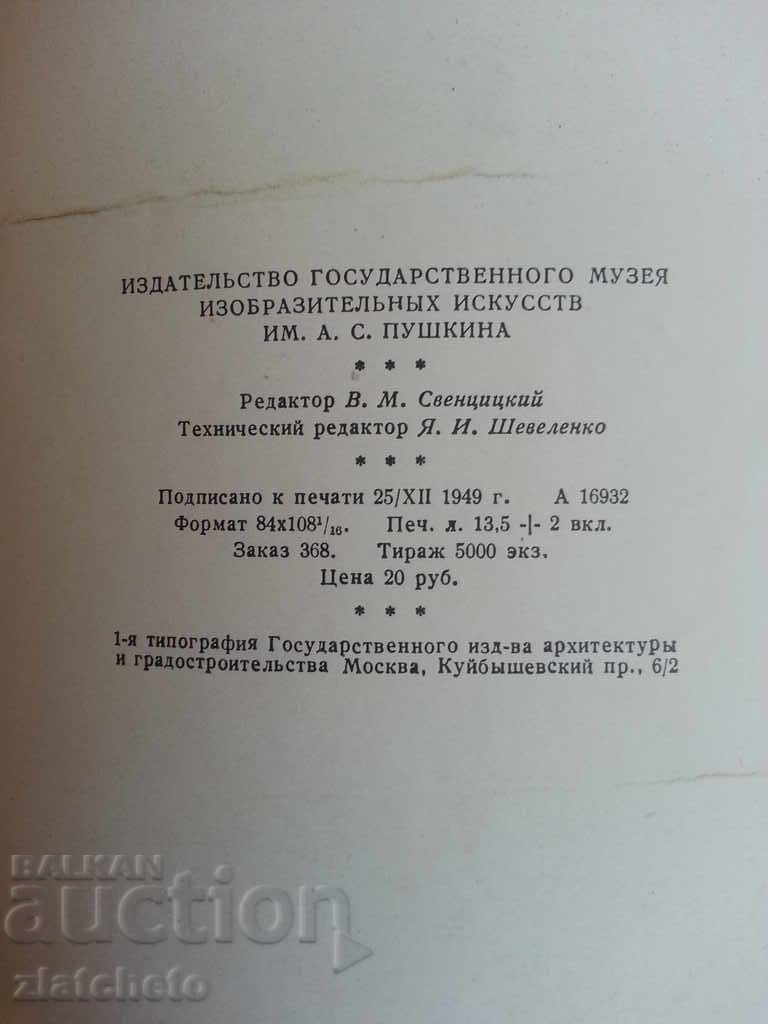 ИЗДАТЕЛЬСТВО ГОСУДАРСТВЕННОГО МУЗЕЯ
ИЗОБРАЗИТЕЛЬНЫХ ИСКУССТВ
ИМ. А. С. ПУШКИНА
* * *
Редактор В. М. Свенцицкий
Технический редактор Я. И. Шевеленко
* * *
Подписано к печати 25/XII 1949 г. А 16932
Формат 84х108¹/₁₆. Печ. л. 13,5 -|- 2 вкл.
Заказ 368. Тираж 5000 экз.
Цена 20 руб.
* * *
1-я типография Государственного изд-ва архитектуры
и градостроительства Москва, Куйбышевский пр., 6/2
BALKAN
auction
zlatcheto